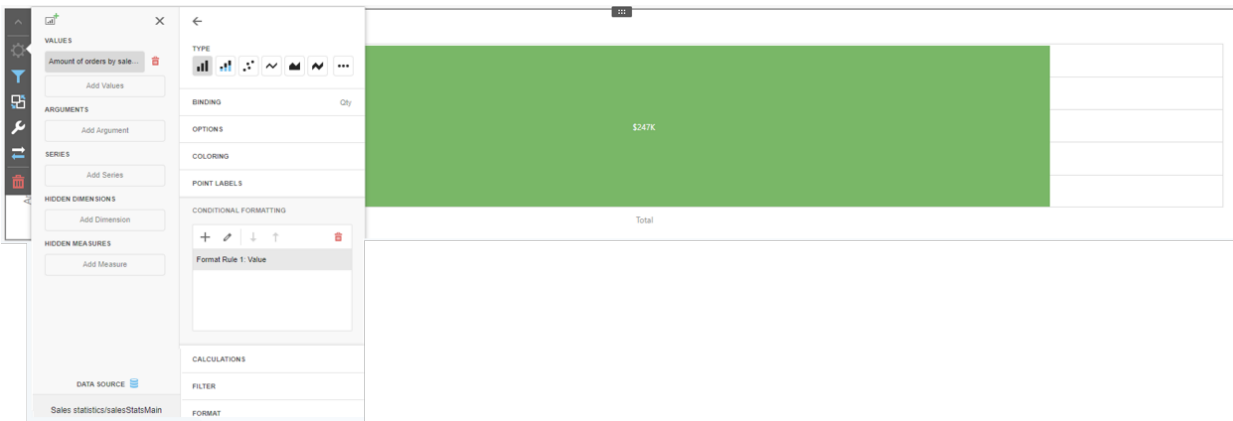 VALUES
Amount of orders by sale...
Add Values
ARGUMENTS
Add Argument
SERIES
Add Series
HIDDEN DIMENSIONS
Add Dimension
HIDDEN MEASURES
Add Measure
DATA SOURCE
Sales statistics/salesStatsMain
TYPE
BINDING Qty
OPTIONS
COLORING
POINT LABELS
CONDITIONAL FORMATTING
Format Rule 1: Value
CALCULATIONS
FILTER
FORMAT
$247K
Total